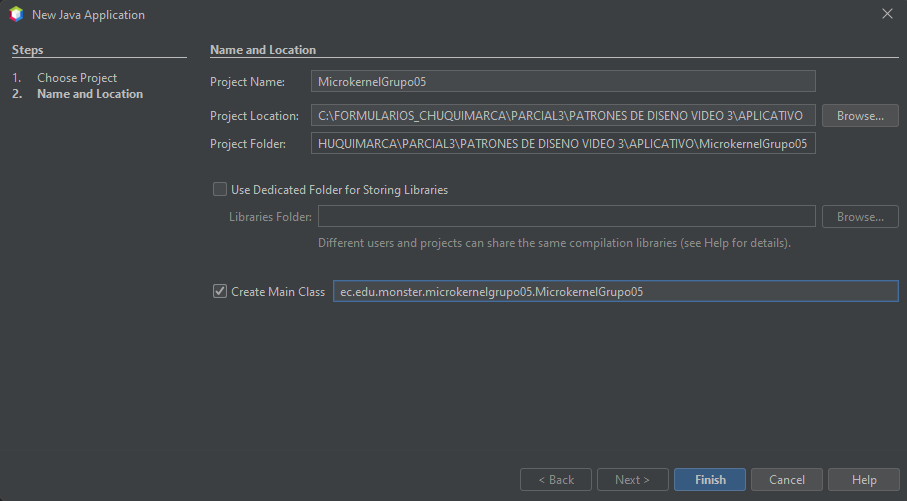 New Java Application
Steps
1. Choose Project
2. Name and Location
Name and Location
Project Name: MicrokernelGrupo05
Project Location: C:\FORMULARIOS_CHUQUIMARCA\PARCIAL3\PATRONES DE DISENO VIDEO 3\APLICATIVO Browse...
Project Folder: HUQUIMARCA\PARCIAL3\PATRONES DE DISENO VIDEO 3\APLICATIVO\MicrokernelGrupo05
Use Dedicated Folder for Storing Libraries
Libraries Folder: Browse...
Different users and projects can share the same compilation libraries (see Help for details).
Create Main Class ec.edu.monster.microkernelgrupo05.MicrokernelGrupo05
< Back Next > Finish Cancel Help